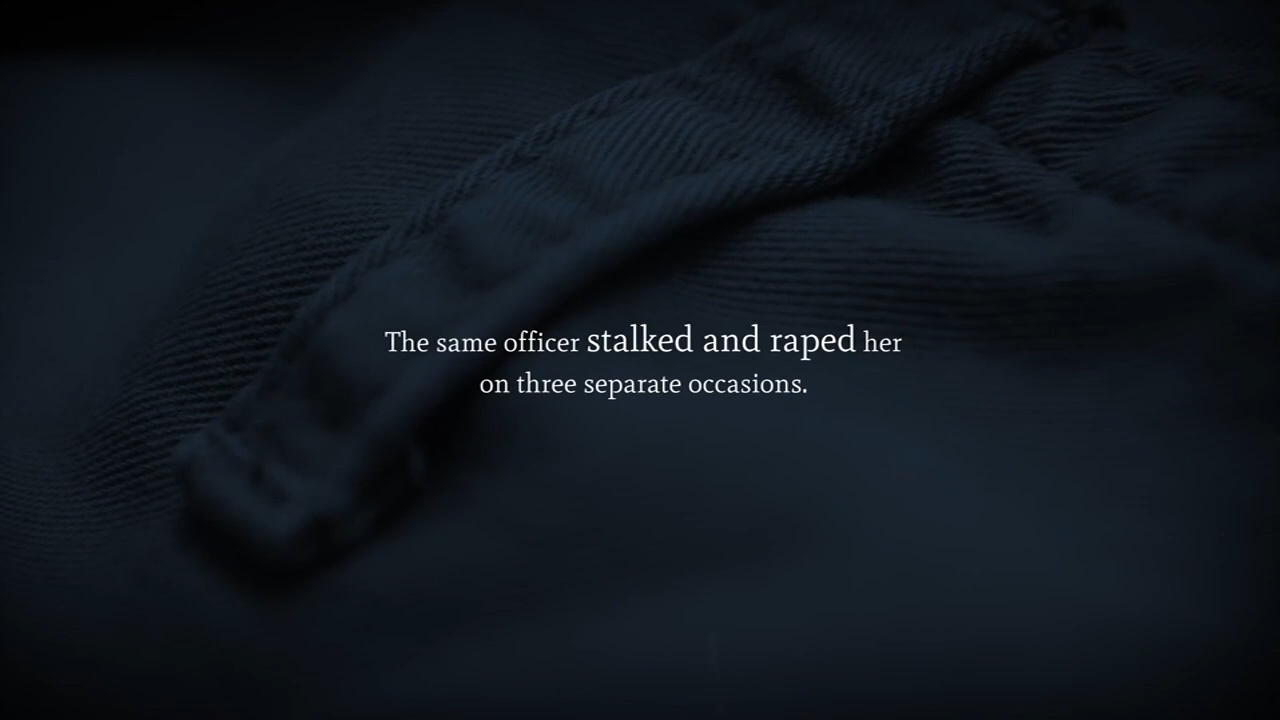 The same officer stalked and raped her
on three separate occasions.